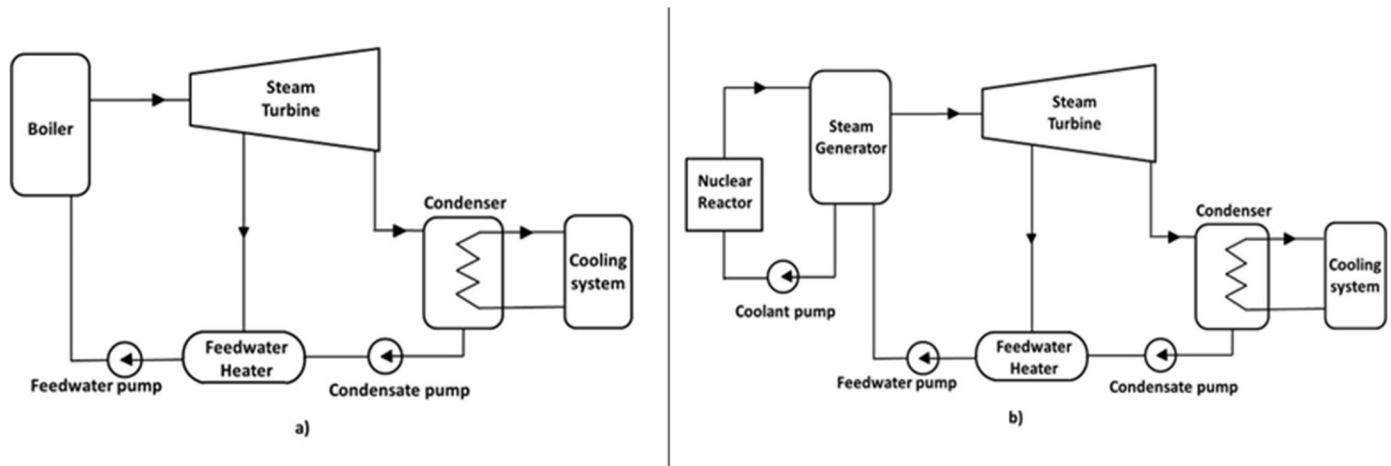 Boiler
Steam
Turbine
Condenser
Cooling
system
Feedwater
Heater
Feedwater pump
Condensate pump
a)
Nuclear
Reactor
Steam
Generator
Coolant pump
Steam
Turbine
Condenser
Cooling
system
Feedwater
Heater
Feedwater pump
Condensate pump
b)